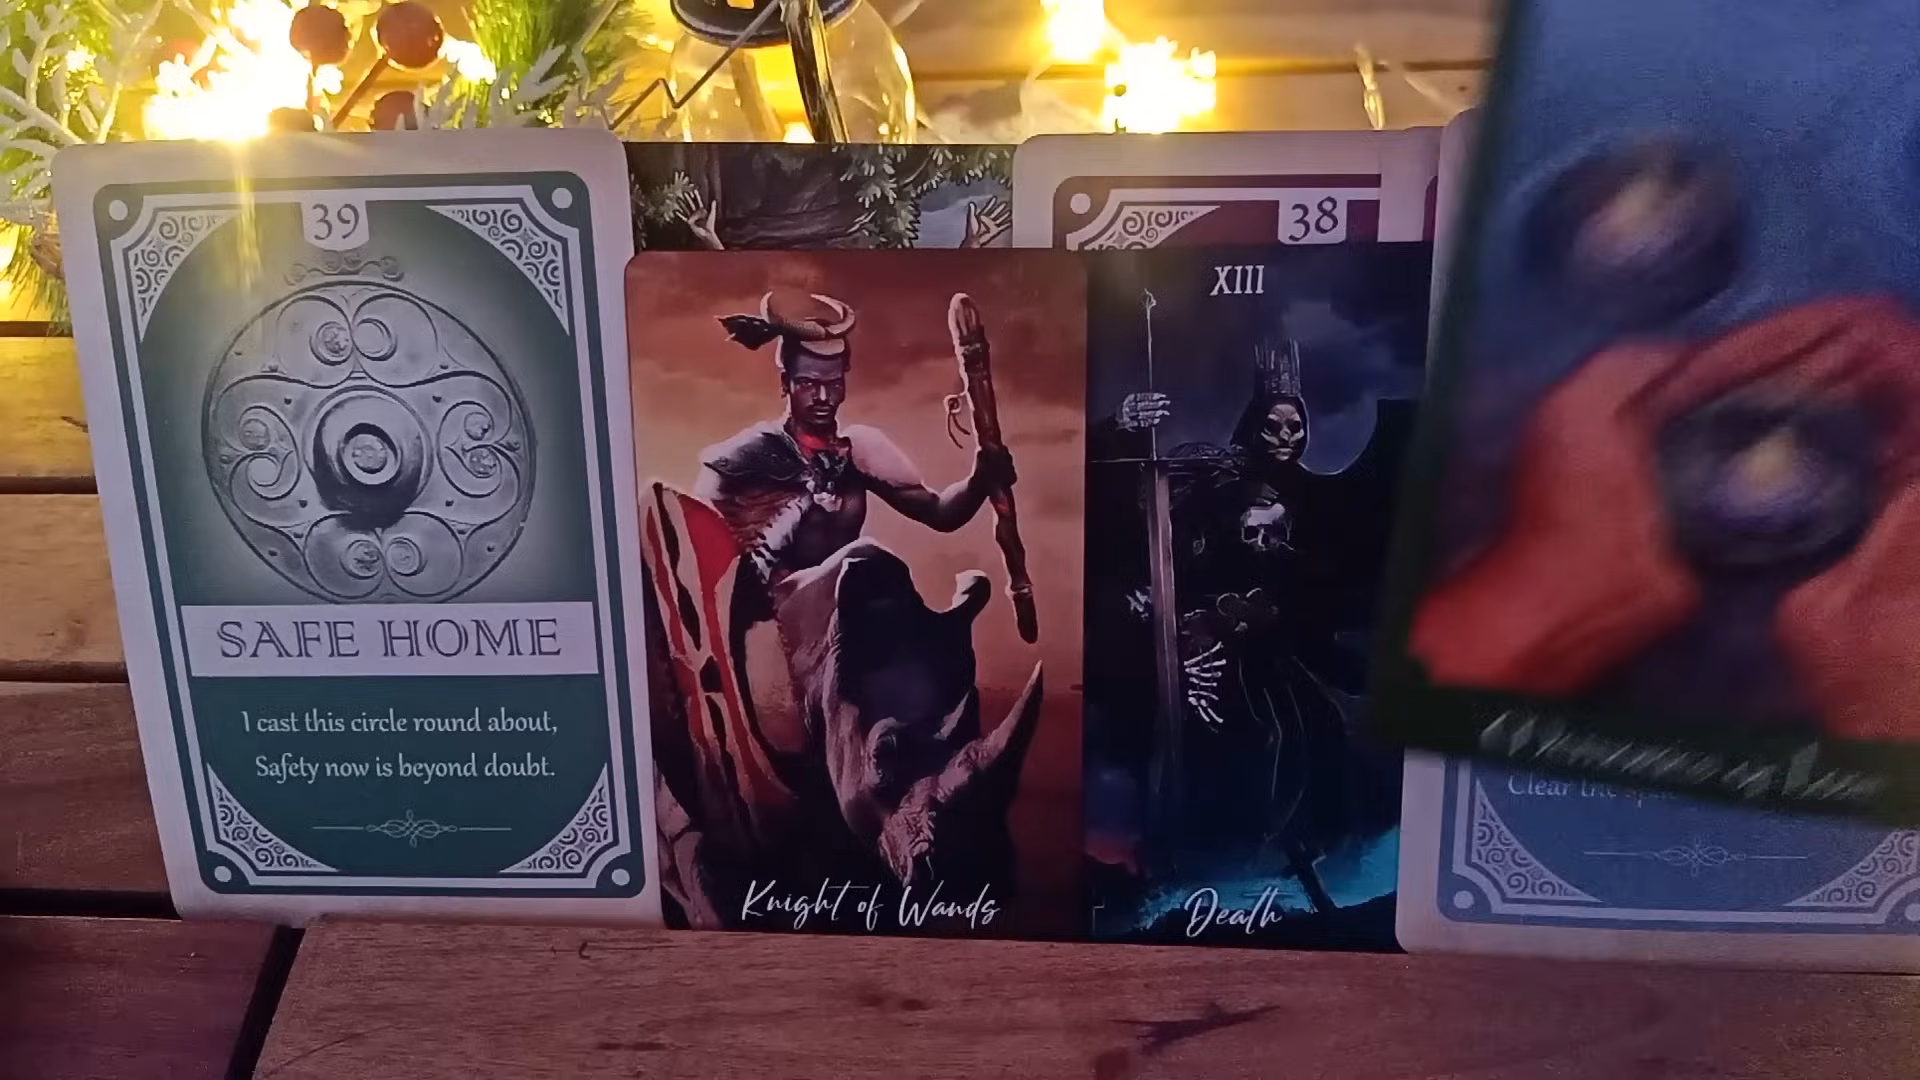 39
SAFE HOME
I cast this circle round about,
Safety now is beyond doubt.
Knight of Wands
38
XIII
Death
Clear the